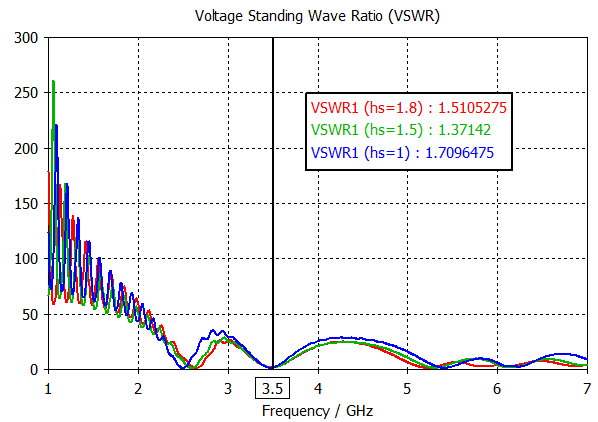 Voltage Standing Wave Ratio (VSWR)
300
250
200
150
100
50
0
VSWR1 (hs=1.8) : 1.5105275
VSWR1 (hs=1.5) : 1.37142
VSWR1 (hs=1) : 1.7096475
1 2 3 3.5 4 5 6 7
Frequency / GHz